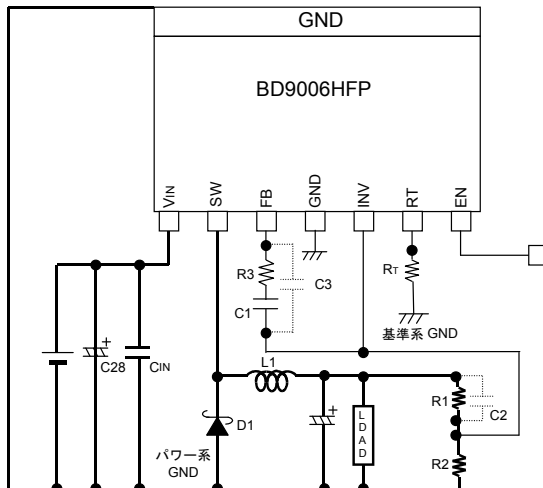 GND
BD9006HFP
VIN
SW
FB
GND
INV
RT
EN
R3
C3
C1
RT
基準系 GND
C28
CIN
L1
D1
パワー系
GND
LDAD
R1
C2
R2